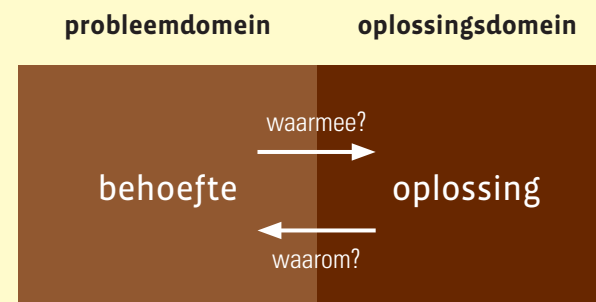 probleemdomein
oplossingsdomein
waarmee?
behoefte
oplossing
waarom?